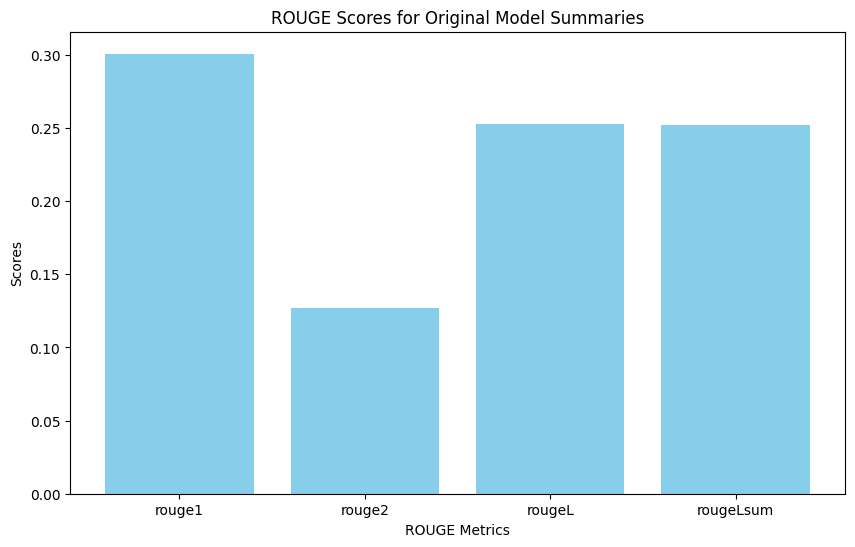 ROUGE Scores for Original Model Summaries
0.30
0.25
0.20
0.15
0.10
0.05
0.00
Scores
rouge1 rouge2 rougeL rougeLsum
ROUGE Metrics